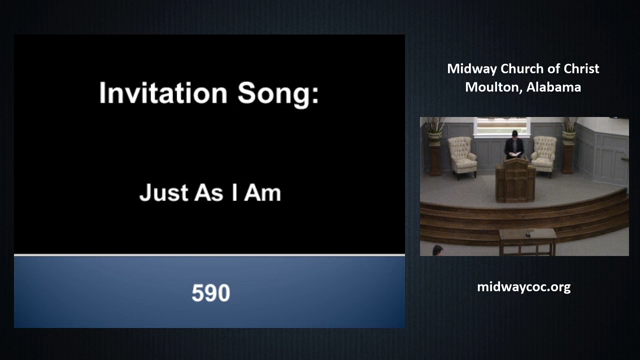 Invitation Song:
Just As I Am
590
Midway Church of Christ
Moulton, Alabama
midwaycoc.org